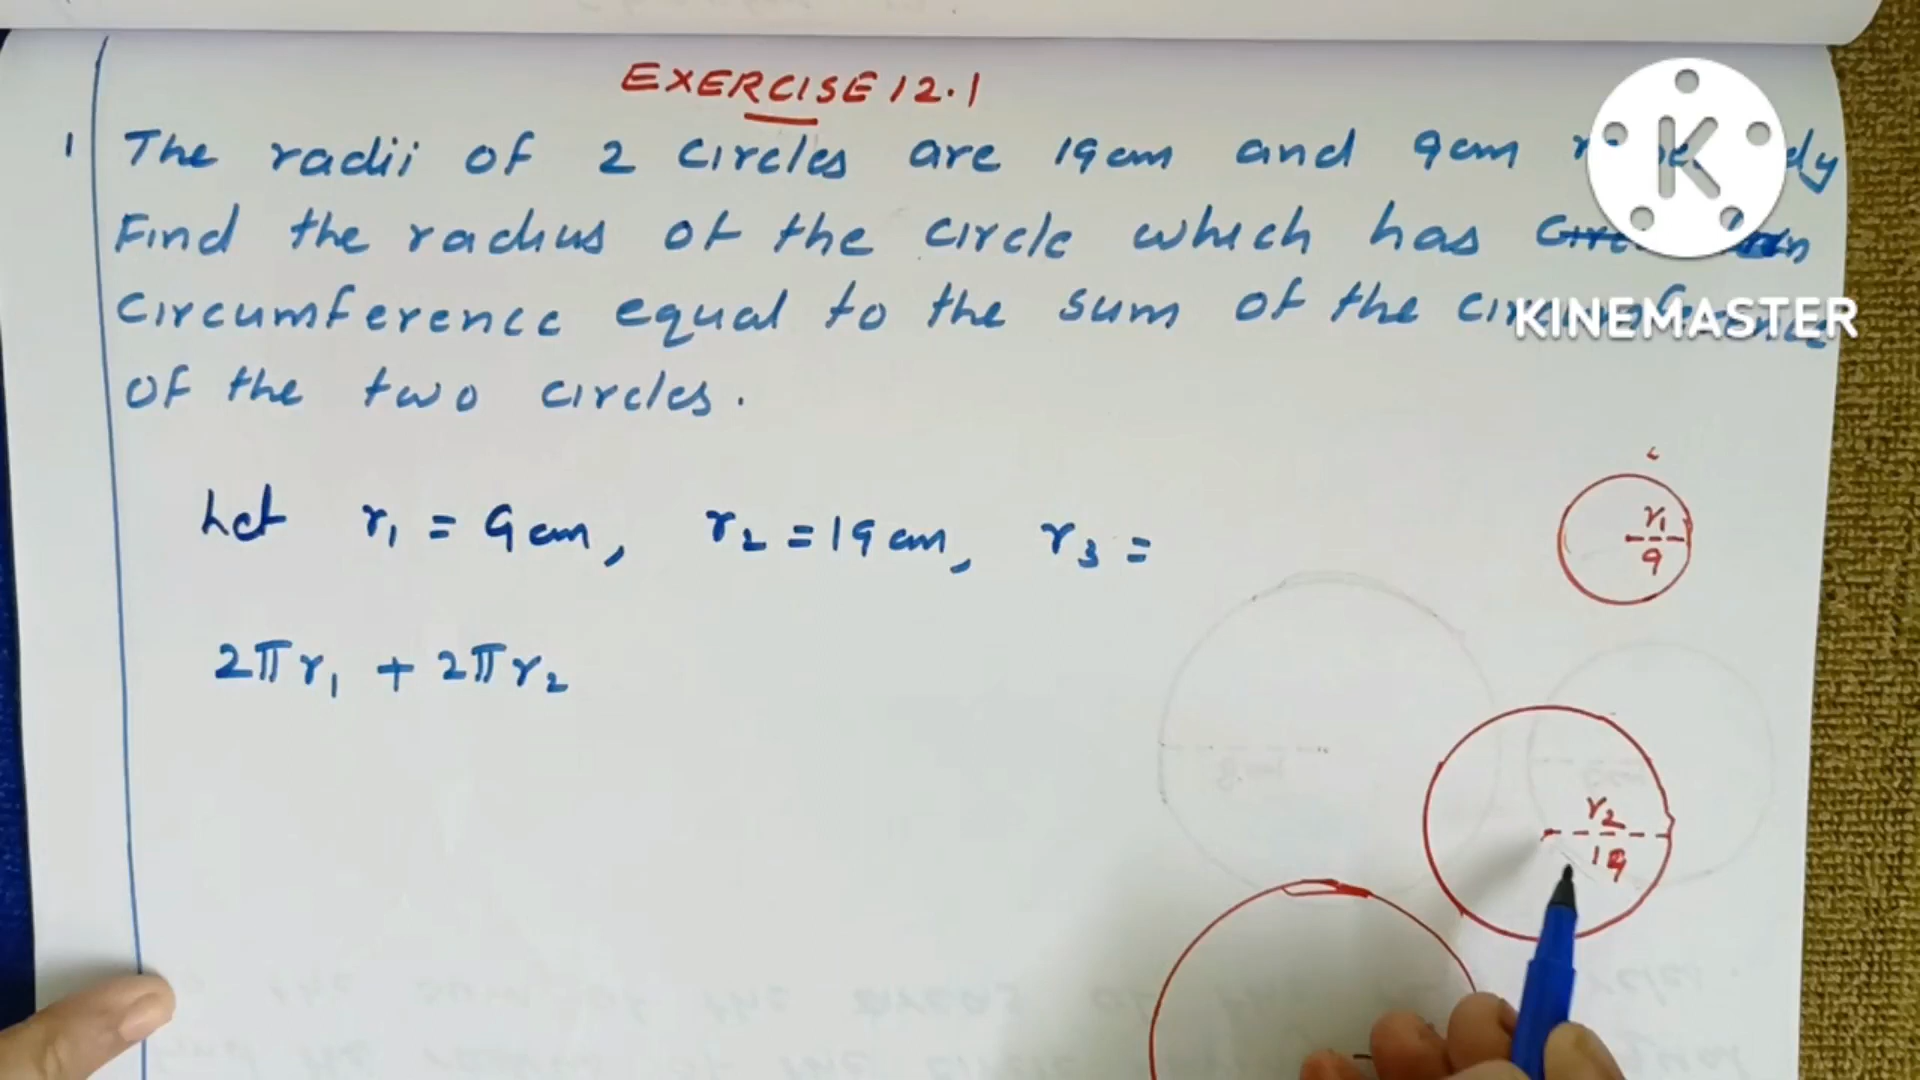 EXERCISE 12.1
1 The radii of 2 circles are 19cm and 9cm
Find the radius of the circle which has
circumference equal to the sum of the
of the two circles.
KINEMASTER
Let r₁ = 9cm, r₂ = 19cm, r₃ =
r₁
9
2πr₁ + 2πr₂
r₂
19